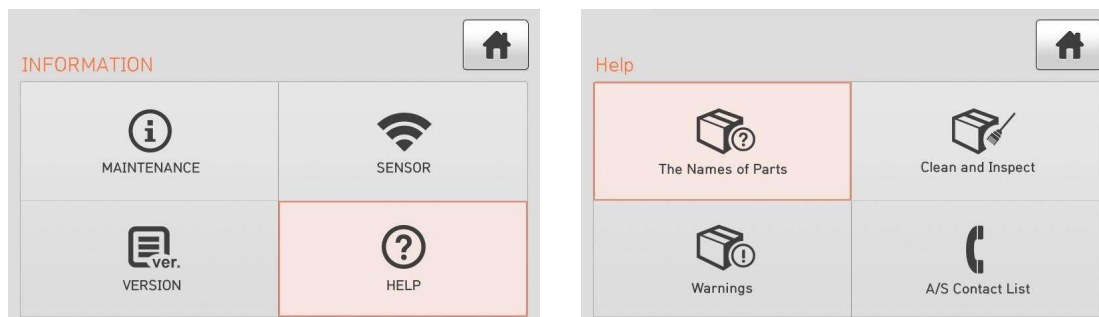 INFORMATION
MAINTENANCE
SENSOR
ver.
VERSION
HELP
Help
The Names of Parts
Clean and Inspect
Warnings
A/S Contact List